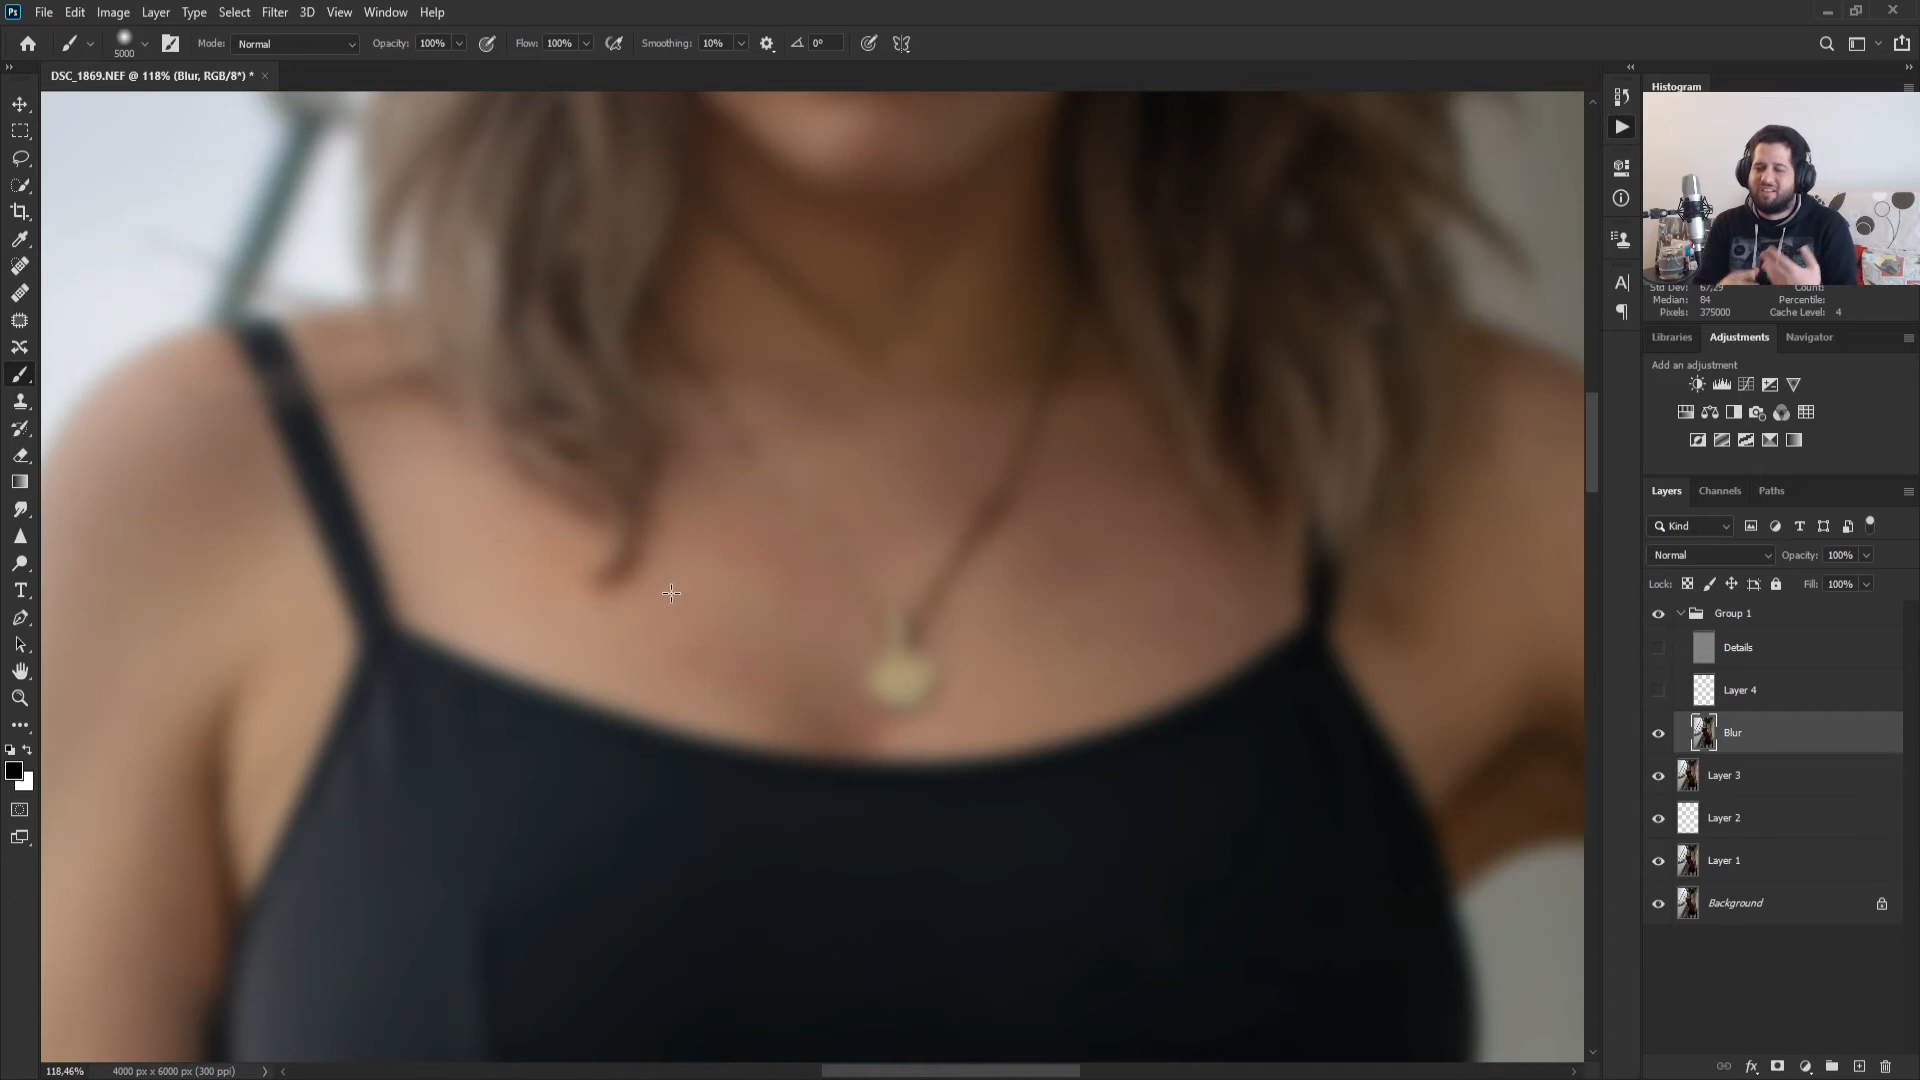 Ps File Edit Image Layer Type Select Filter 3D View Window Help
5000 Mode: Normal Opacity: 100% Flow: 100% Smoothing: 10% 0°
DSC_1869.NEF @ 118% (Blur, RGB/8*) * ×
Histogram
Std Dev: 67,29 Count:
Median: 84 Percentile:
Pixels: 375000 Cache Level: 4
Libraries Adjustments Navigator
Add an adjustment
Layers Channels Paths
Kind
Normal Opacity: 100%
Lock: Fill: 100%
Group 1
Details
Layer 4
Blur
Layer 3
Layer 2
Layer 1
Background
118,46% 4000 px x 6000 px (300 ppi)